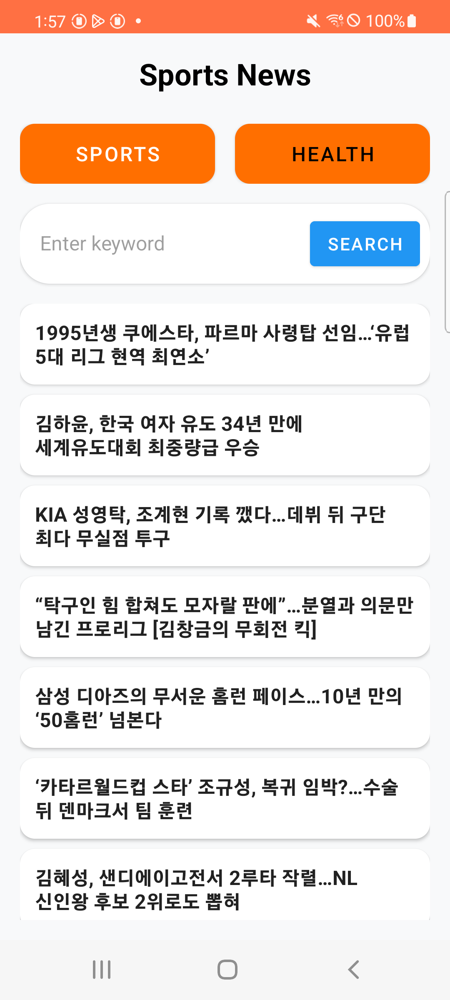 1:57
100%
Sports News
SPORTS
HEALTH
Enter keyword
SEARCH
1995년생 쿠에스타, 파르마 사령탑 선임...‘유럽
5대 리그 현역 최연소’
김하윤, 한국 여자 유도 34년 만에
세계유도대회 최중량급 우승
KIA 성영탁, 조계현 기록 깼다...데뷔 뒤 구단
최다 무실점 투구
“탁구인 힘 합쳐도 모자랄 판에”...분열과 의문만
남긴 프로리그 [김창금의 무회전 킥]
삼성 디아즈의 무서운 홈런 페이스...10년 만의
‘50홈런’ 넘본다
‘카타르월드컵 스타’ 조규성, 복귀 임박?...수술
뒤 덴마크서 팀 훈련
김혜성, 샌디에이고전서 2루타 작렬...NL
신인왕 후보 2위로도 뽑혀